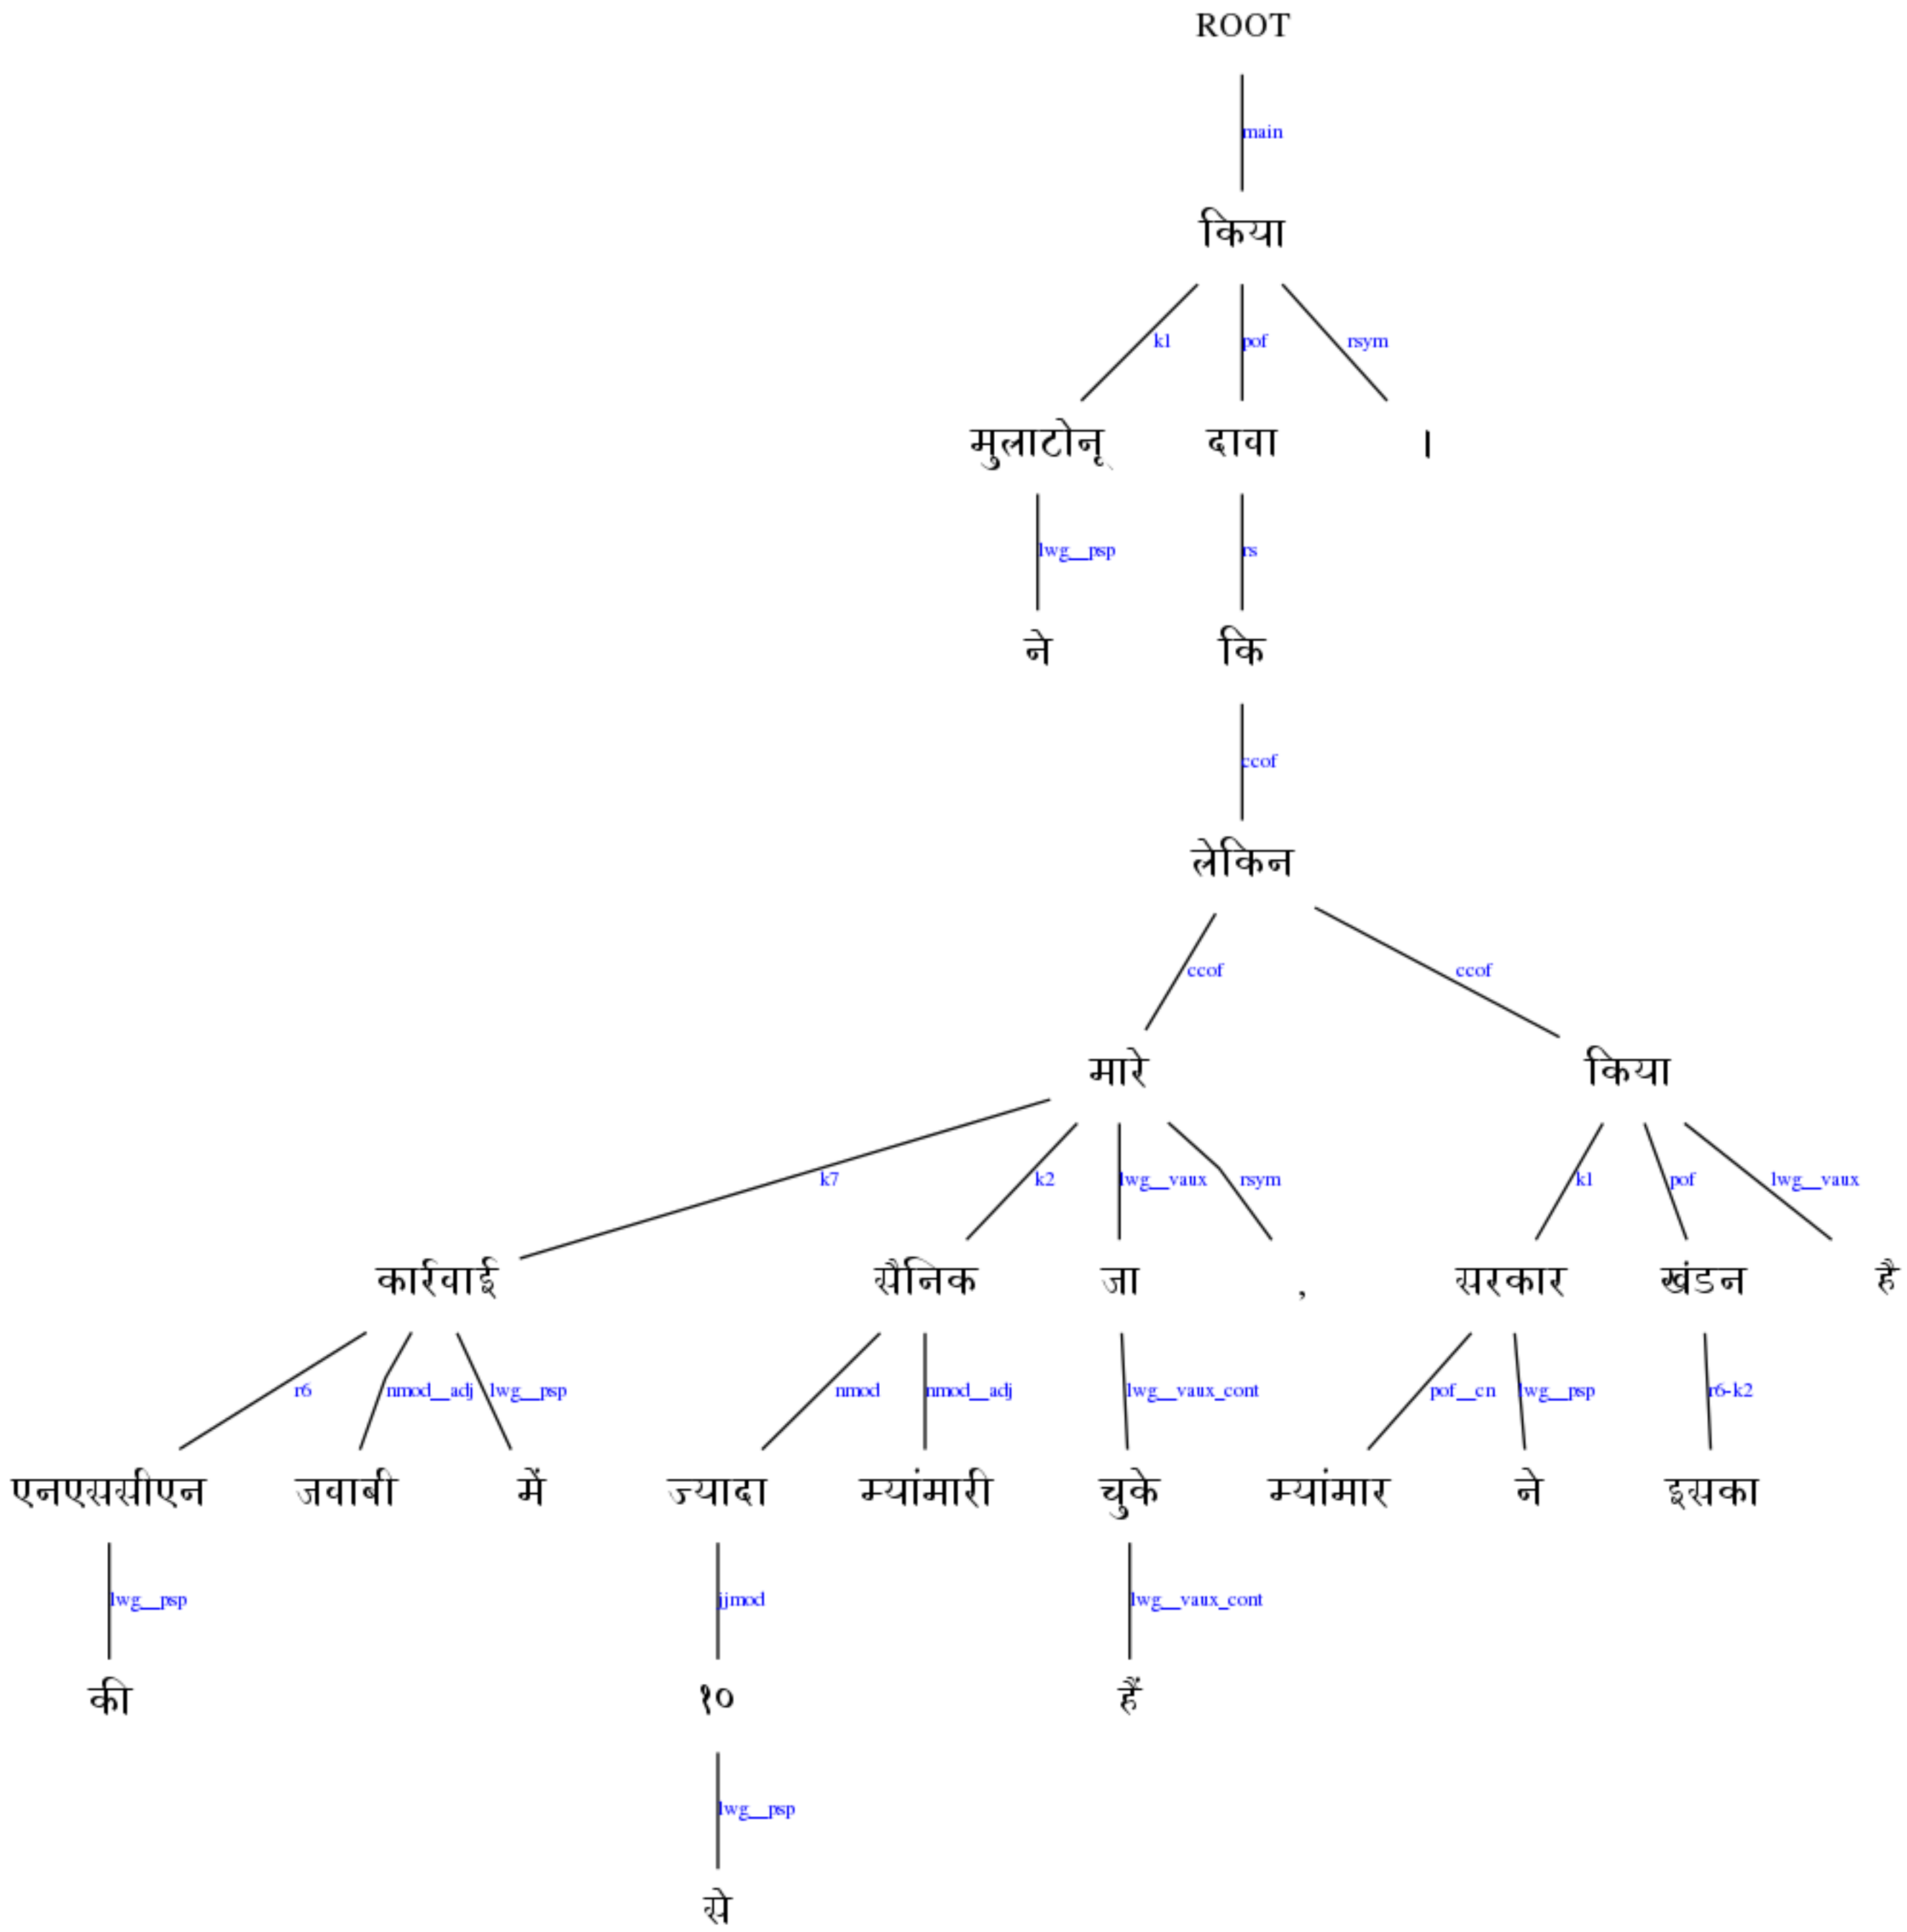 ROOT
main
किया
k1 pof rsym
मुलाटोनू दावा ।
lwg__psp rs
ने कि
ccof
लेकिन
ccof ccof
मारे किया
k7 k2 lwg__vaux rsym k1 pof lwg__vaux
कार्रवाई सैनिक जा , सरकार खंडन है
r6 nmod__adj lwg__psp nmod nmod__adj lwg__vaux_cont pof__cn lwg__psp r6-k2
एनएससीएन जवाबी में ज्यादा म्यांमारी चुके म्यांमार ने इसका
lwg__psp jjmod lwg__vaux_cont
की १० हैं
lwg__psp
से